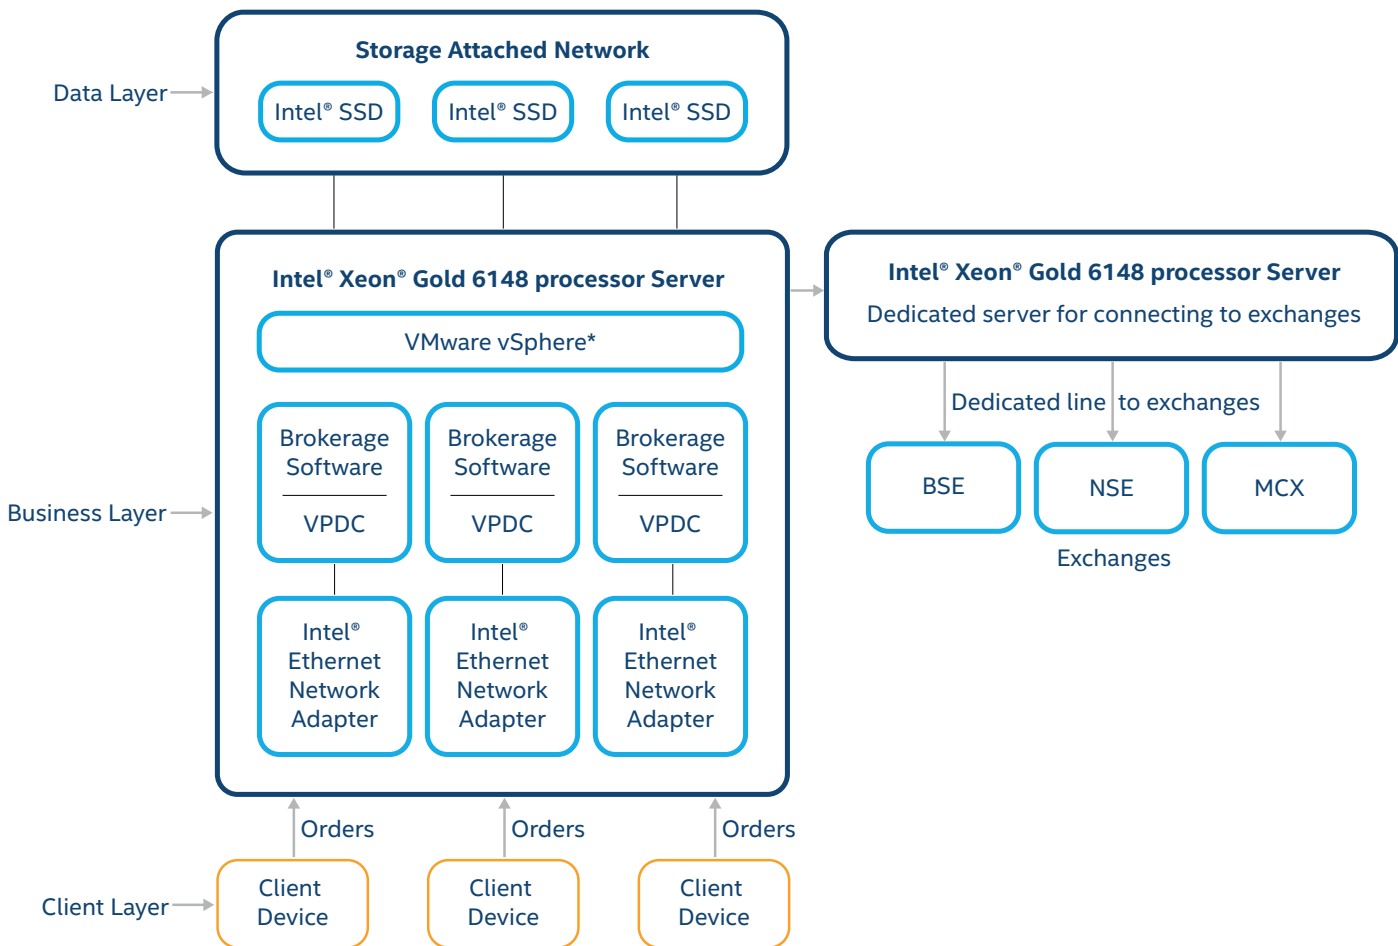 Storage Attached Network
Data Layer
Intel® SSD
Intel® SSD
Intel® SSD
Intel® Xeon® Gold 6148 processor Server
VMware vSphere*
Business Layer
Brokerage
Software
VPDC
Brokerage
Software
VPDC
Brokerage
Software
VPDC
Intel®
Ethernet
Network
Adapter
Intel®
Ethernet
Network
Adapter
Intel®
Ethernet
Network
Adapter
Intel® Xeon® Gold 6148 processor Server
Dedicated server for connecting to exchanges
Dedicated line to exchanges
BSE
NSE
MCX
Exchanges
Orders
Orders
Orders
Client Layer
Client
Device
Client
Device
Client
Device